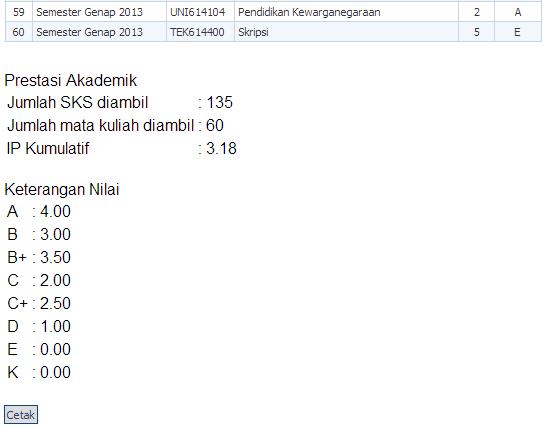 59 Semester Genap 2013 UNI614104 Pendidikan Kewarganegaraan 2 A
60 Semester Genap 2013 TEK614400 Skripsi 5 E
Prestasi Akademik
Jumlah SKS diambil : 135
Jumlah mata kuliah diambil : 60
IP Kumulatif : 3.18
Keterangan Nilai
A : 4.00
B : 3.00
B+ : 3.50
C : 2.00
C+ : 2.50
D : 1.00
E : 0.00
K : 0.00
Cetak